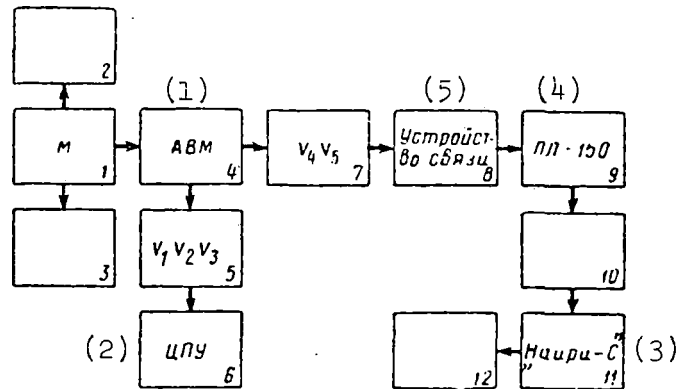 2
(1)
(5)
(4)
М
1
АВМ
4
V₄ V₅
7
Устройст-
во связи
8
ПЛ-150
9
3
V₁ V₂ V₃
5
10
(2)
ЦПУ
6
12
"Наири-С"
11
(3)